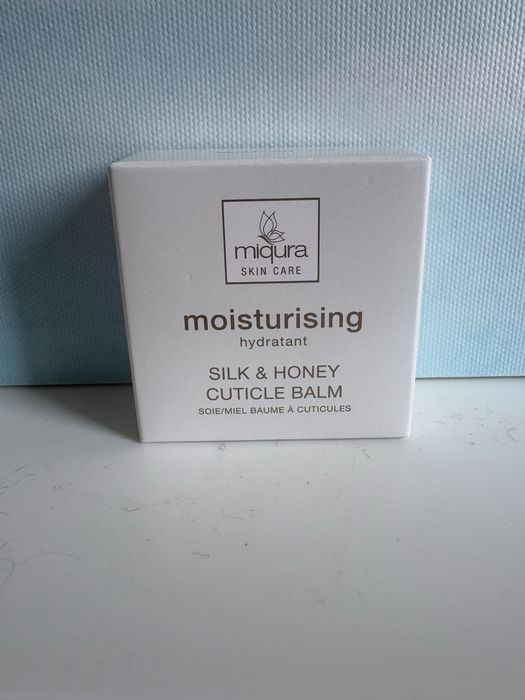 miqura
SKIN CARE
moisturising
hydratant
SILK & HONEY
CUTICLE BALM
SOIE/MIEL BAUME À CUTICULES